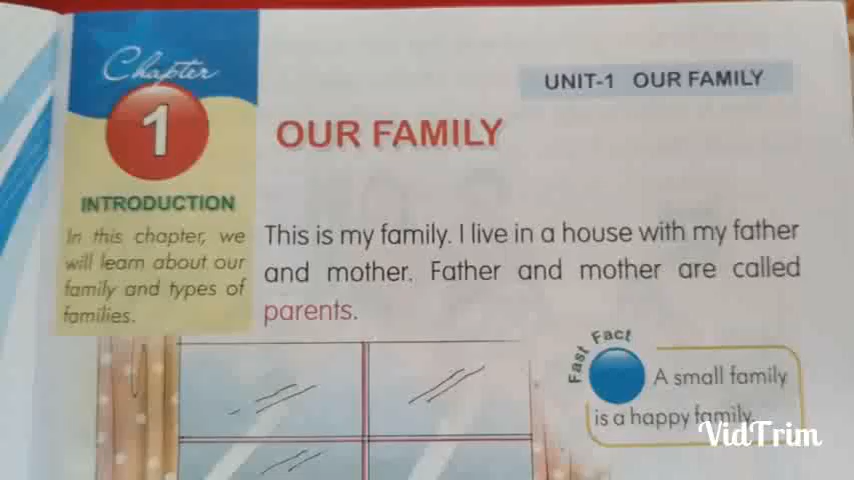 Chapter
1
UNIT-1 OUR FAMILY
OUR FAMILY
INTRODUCTION
In this chapter, we
will learn about our
family and types of
families.
This is my family. I live in a house with my father
and mother. Father and mother are called
parents.
Fast Fact
A small family
is a happy family.
VidTrim